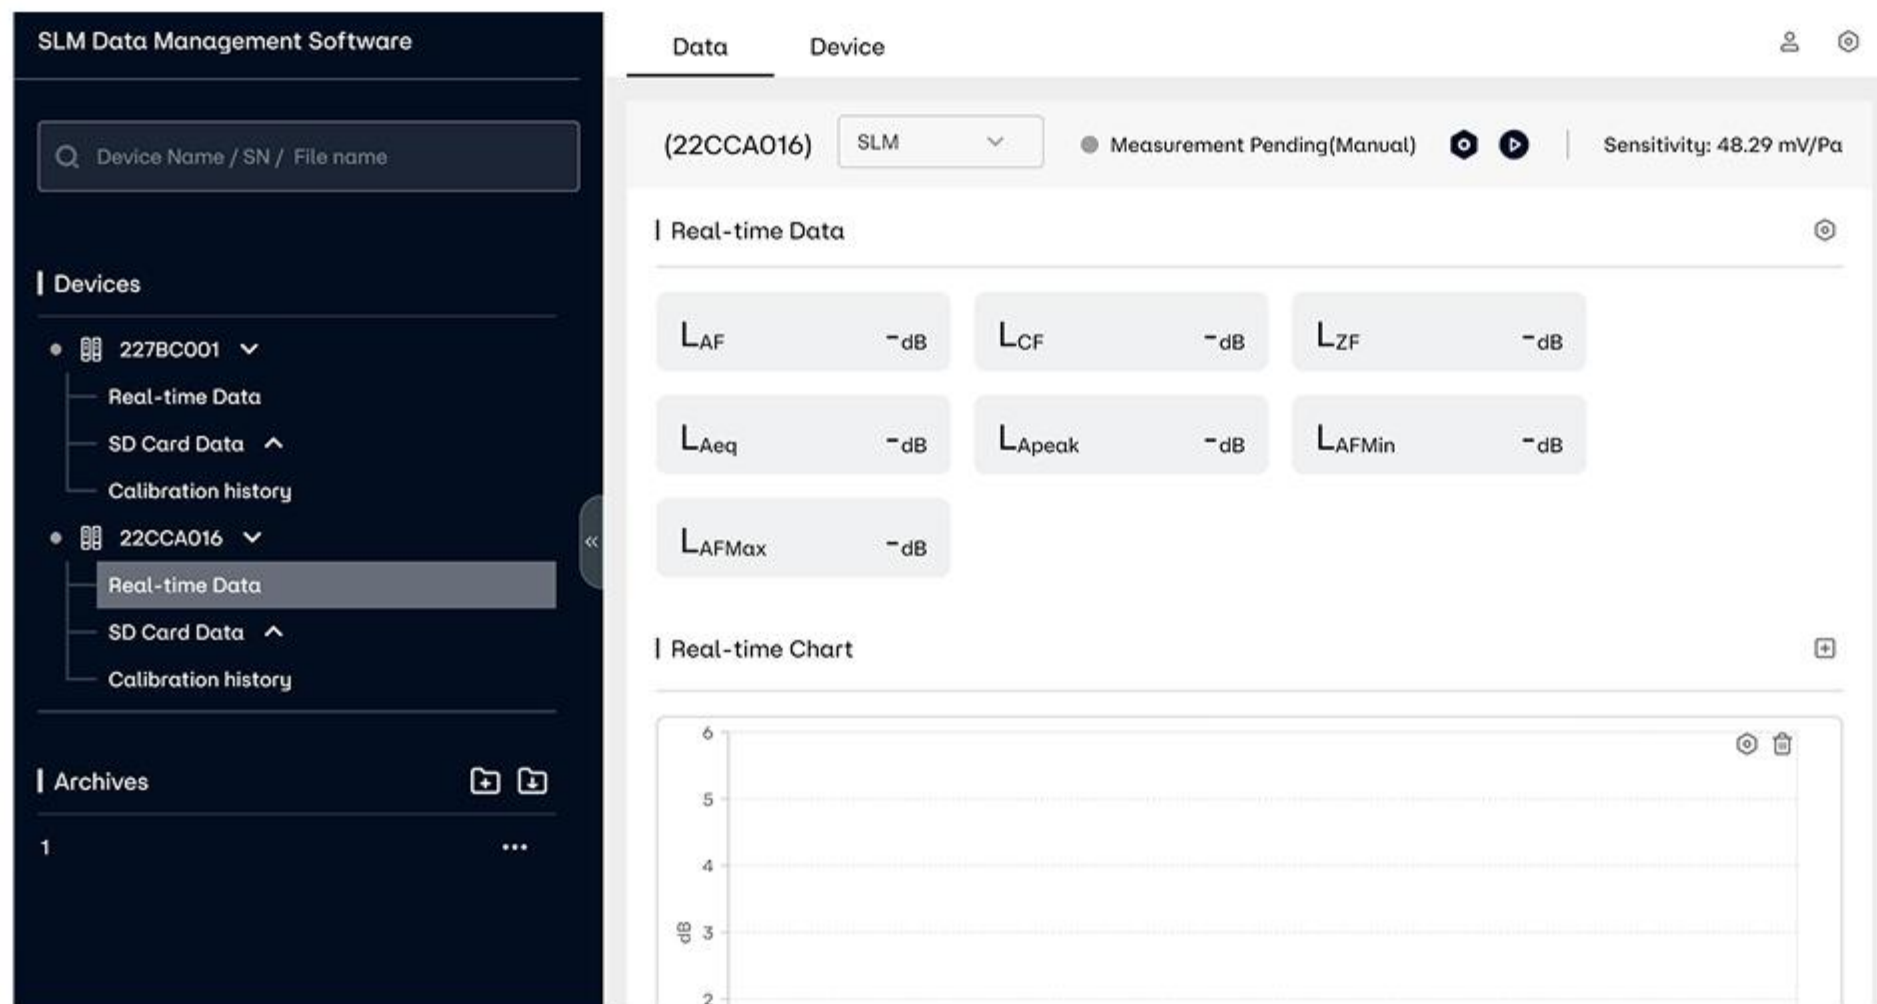 SLM Data Management Software
Device Name / SN / File name
Devices
227BC001
Real-time Data
SD Card Data
Calibration history
22CCA016
Real-time Data
SD Card Data
Calibration history
Archives
1
Data Device
(22CCA016) SLM Measurement Pending(Manual) Sensitivity: 48.29 mV/Pa
Real-time Data
LAF -dB LCF -dB LZF -dB
LAeq -dB LApeak -dB LAFMin -dB
LAFMax -dB
Real-time Chart
6
5
4
dB 3
2